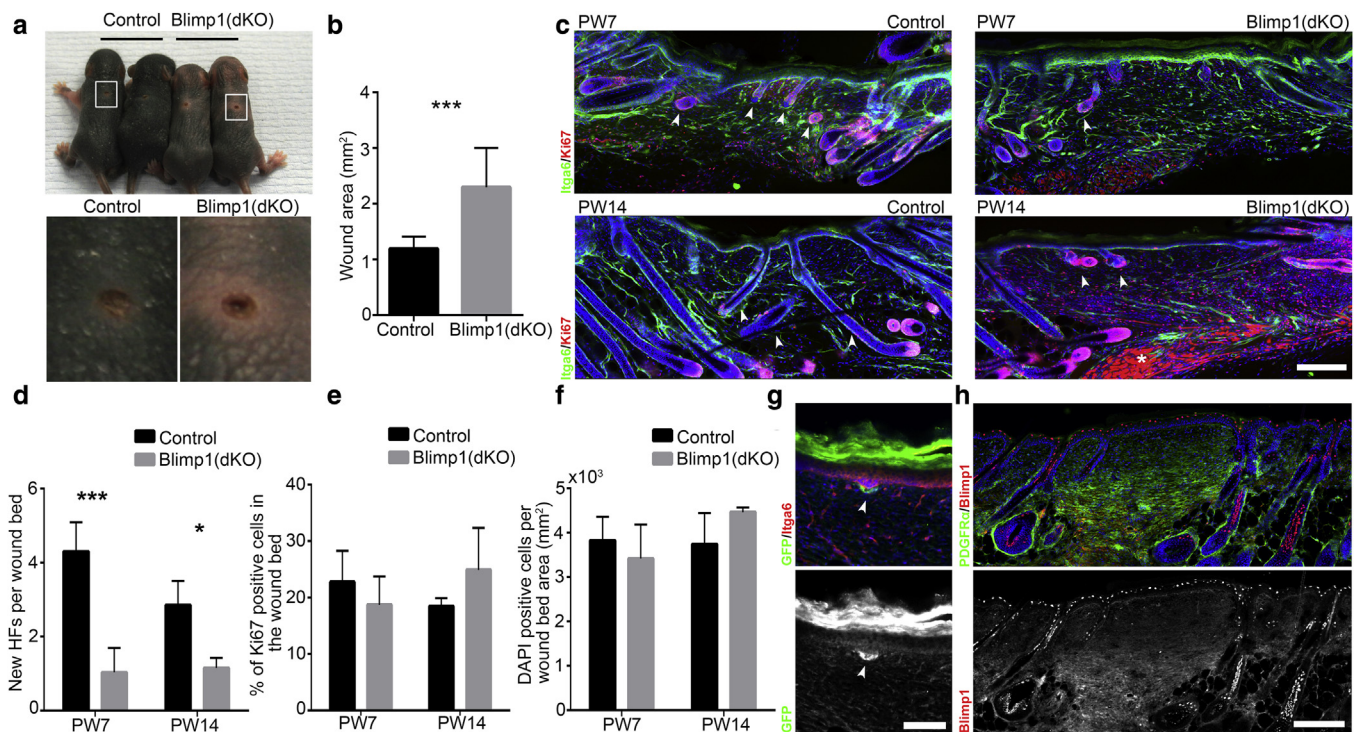 a
Control Blimp1(dKO)
Control Blimp1(dKO)
b
Wound area (mm²)
4
3
2
1
0
***
Control Blimp1(dKO)
c
PW7 Control
Itga6/Ki67
PW7 Blimp1(dKO)
PW14 Control
Itga6/Ki67
PW14 Blimp1(dKO)
*
d
Control
Blimp1(dKO)
New HFs per wound bed
6
4
2
0
***
*
PW7 PW14
e
Control
Blimp1(dKO)
% of Ki67 positive cells in
the wound bed
40
30
20
10
0
PW7 PW14
f
Control
Blimp1(dKO)
DAPI positive cells per
wound bed area (mm²)
5 x10³
4 x10³
3 x10³
2 x10³
1 x10³
0
PW7 PW14
g
GFP/Itga6
GFP
h
PDGFRα/Blimp1
Blimp1